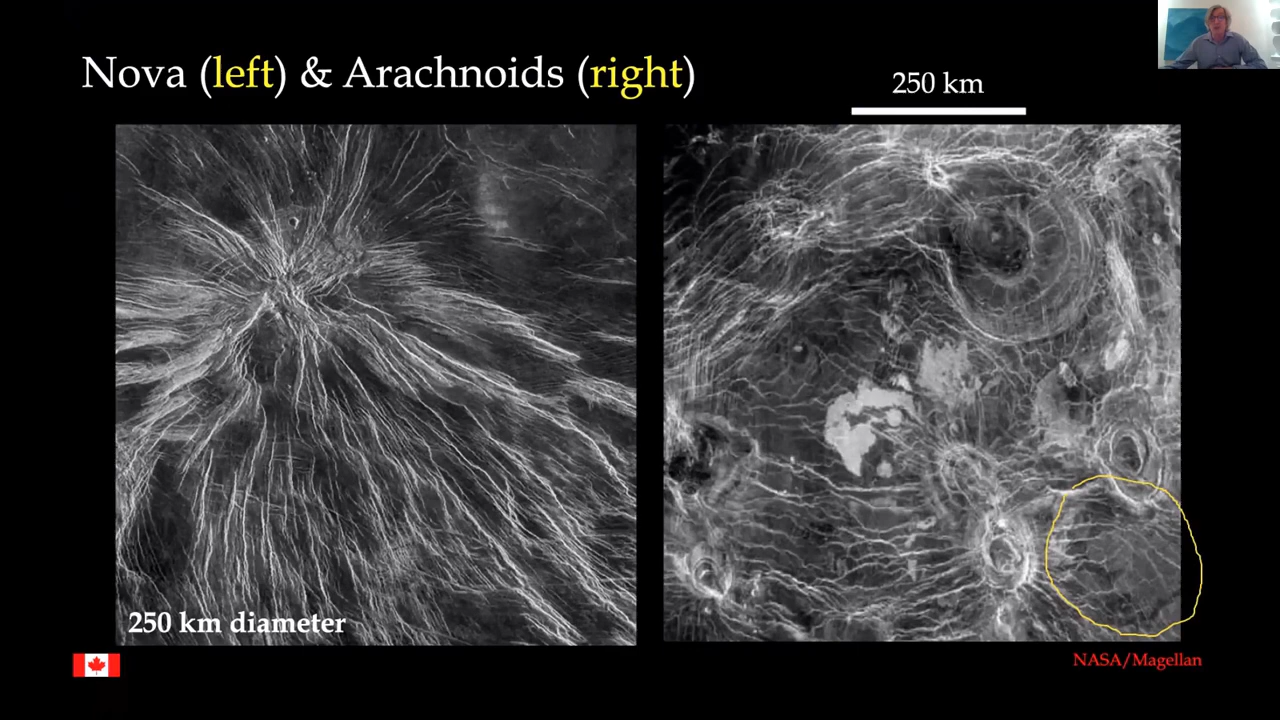 Nova (left) & Arachnoids (right)
250 km
250 km diameter
NASA/Magellan